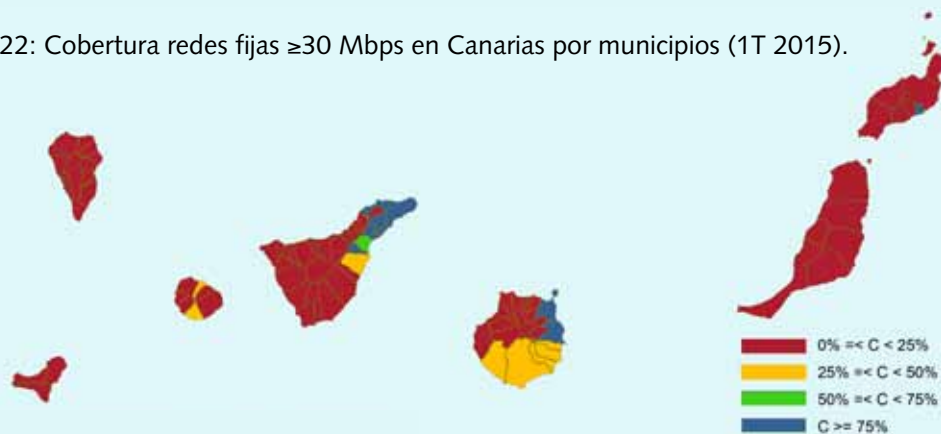 22: Cobertura redes fijas ≥30 Mbps en Canarias por municipios (1T 2015).
0% =< C < 25%
25% =< C < 50%
50% =< C < 75%
C >= 75%